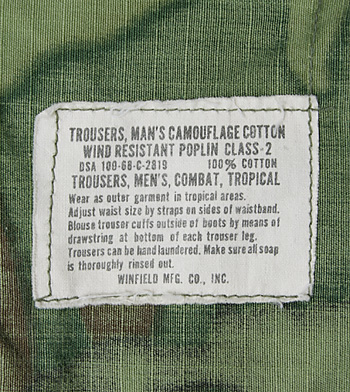 TROUSERS, MAN'S CAMOUFLAGE COTTON
WIND RESISTANT POPLIN CLASS-2
DSA 100-68-C-2819 100% COTTON
TROUSERS, MEN'S, COMBAT, TROPICAL
Wear as outer garment in tropical areas.
Adjust waist size by straps on sides of waistband.
Blouse trouser cuffs outside of boots by means of
drawstring at bottom of each trouser leg.
Trousers can be hand laundered. Make sure all soap
is thoroughly rinsed out.
WINFIELD MFG. CO., INC.